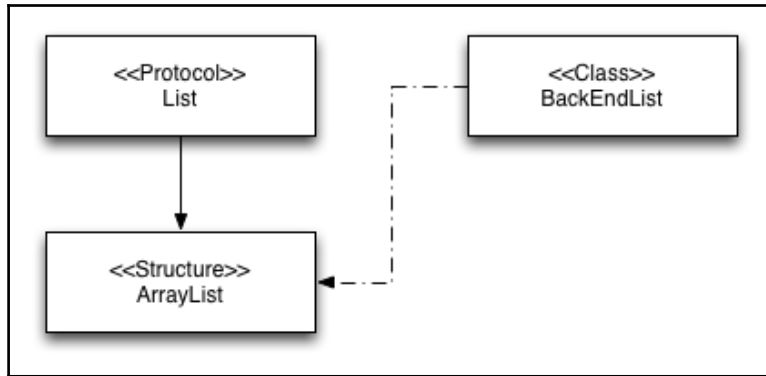 <<Protocol>>
List
<<Class>>
BackEndList
<<Structure>>
ArrayList